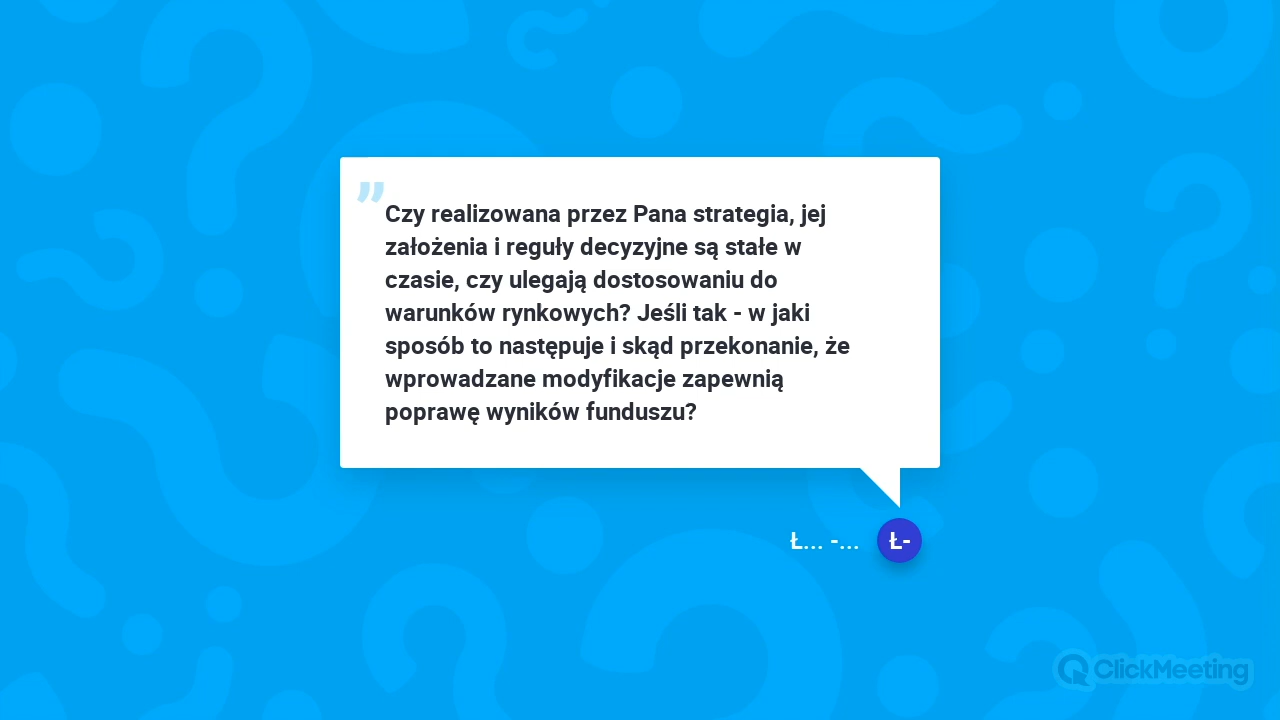 ”
Czy realizowana przez Pana strategia, jej
założenia i reguły decyzyjne są stałe w
czasie, czy ulegają dostosowaniu do
warunków rynkowych? Jeśli tak - w jaki
sposób to następuje i skąd przekonanie, że
wprowadzane modyfikacje zapewnią
poprawę wyników funduszu?
Ł... -... Ł-
ClickMeeting